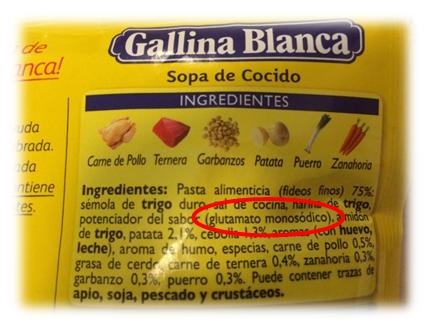 de
anca!
Gallina Blanca
Sopa de Cocido
INGREDIENTES
Carne de Pollo Ternera Garbanzos Patata Puerro Zanahoria
uda
brada.
ada
antiene
tes.
Ingredientes: Pasta alimenticia (fideos finos) 75%:
sémola de trigo duro, sal de cocina, harina de trigo,
potenciador del sabor (glutamato monosódico), almidón
de trigo, patata 2,1%, cebolla 1,3%, aromas (con huevo,
leche), aroma de humo, especias, carne de pollo 0,5%,
grasa de cerdo, carne de ternera 0,4%, zanahoria 0,3%,
garbanzo 0,3%, puerro 0,3%. Puede contener trazas de
apio, soja, pescado y crustáceos.